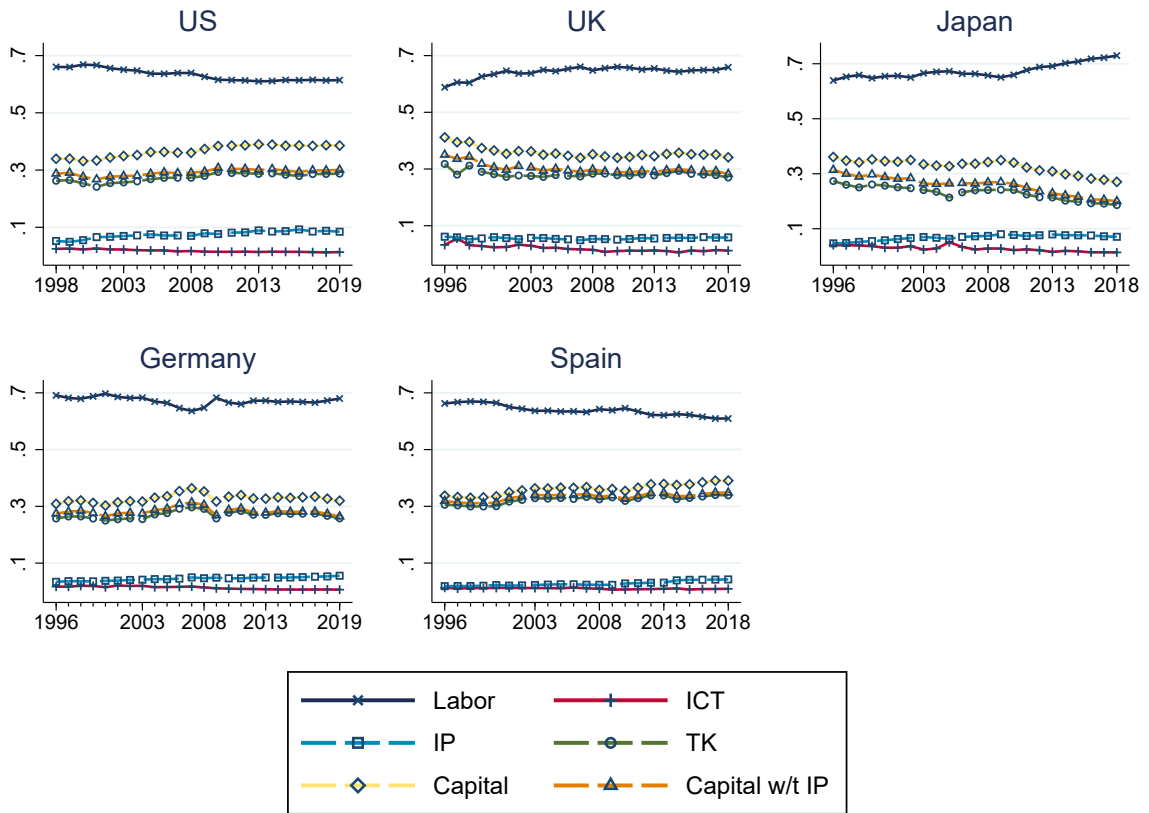 US
UK
Japan
.7
.5
.3
.1
1998 2003 2008 2013 2019
.7
.5
.3
.1
1996 2003 2008 2013 2019
.7
.5
.3
.1
1996 2003 2008 2013 2018
Germany
Spain
.7
.5
.3
.1
1996 2003 2008 2013 2019
.7
.5
.3
.1
1996 2003 2008 2013 2018
Labor
ICT
IP
TK
Capital
Capital w/t IP